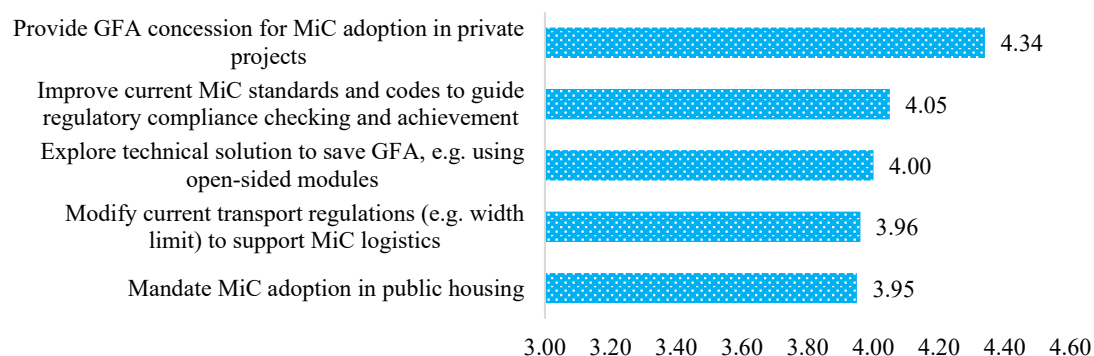 Provide GFA concession for MiC adoption in private
projects
4.34
Improve current MiC standards and codes to guide
regulatory compliance checking and achievement
4.05
Explore technical solution to save GFA, e.g. using
open-sided modules
4.00
Modify current transport regulations (e.g. width
limit) to support MiC logistics
3.96
Mandate MiC adoption in public housing
3.95
3.00 3.20 3.40 3.60 3.80 4.00 4.20 4.40 4.60